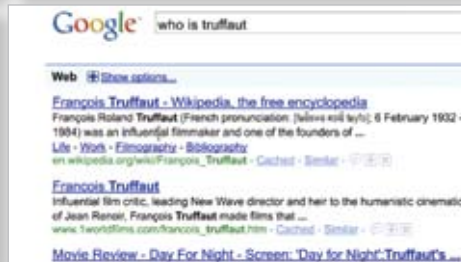 Google who is truffaut
Web Show options...
François Truffaut - Wikipedia, the free encyclopedia
François Roland Truffaut (French pronunciation: 6 February 1932 -
1984) was an influential filmmaker and one of the founders of ...
Life - Work - Filmography - Bibliography
en.wikipedia.org/wiki/François_Truffaut - Cached - Similar -
Francois Truffaut
Influential film critic, leading New Wave director and heir to the humanistic cinematic
of Jean Renoir, François Truffaut made films that ...
www.1worldfilms.com/francois_truffaut.htm - Cached - Similar -
Movie Review - Day For Night - Screen: 'Day for Night':Truffaut's ...